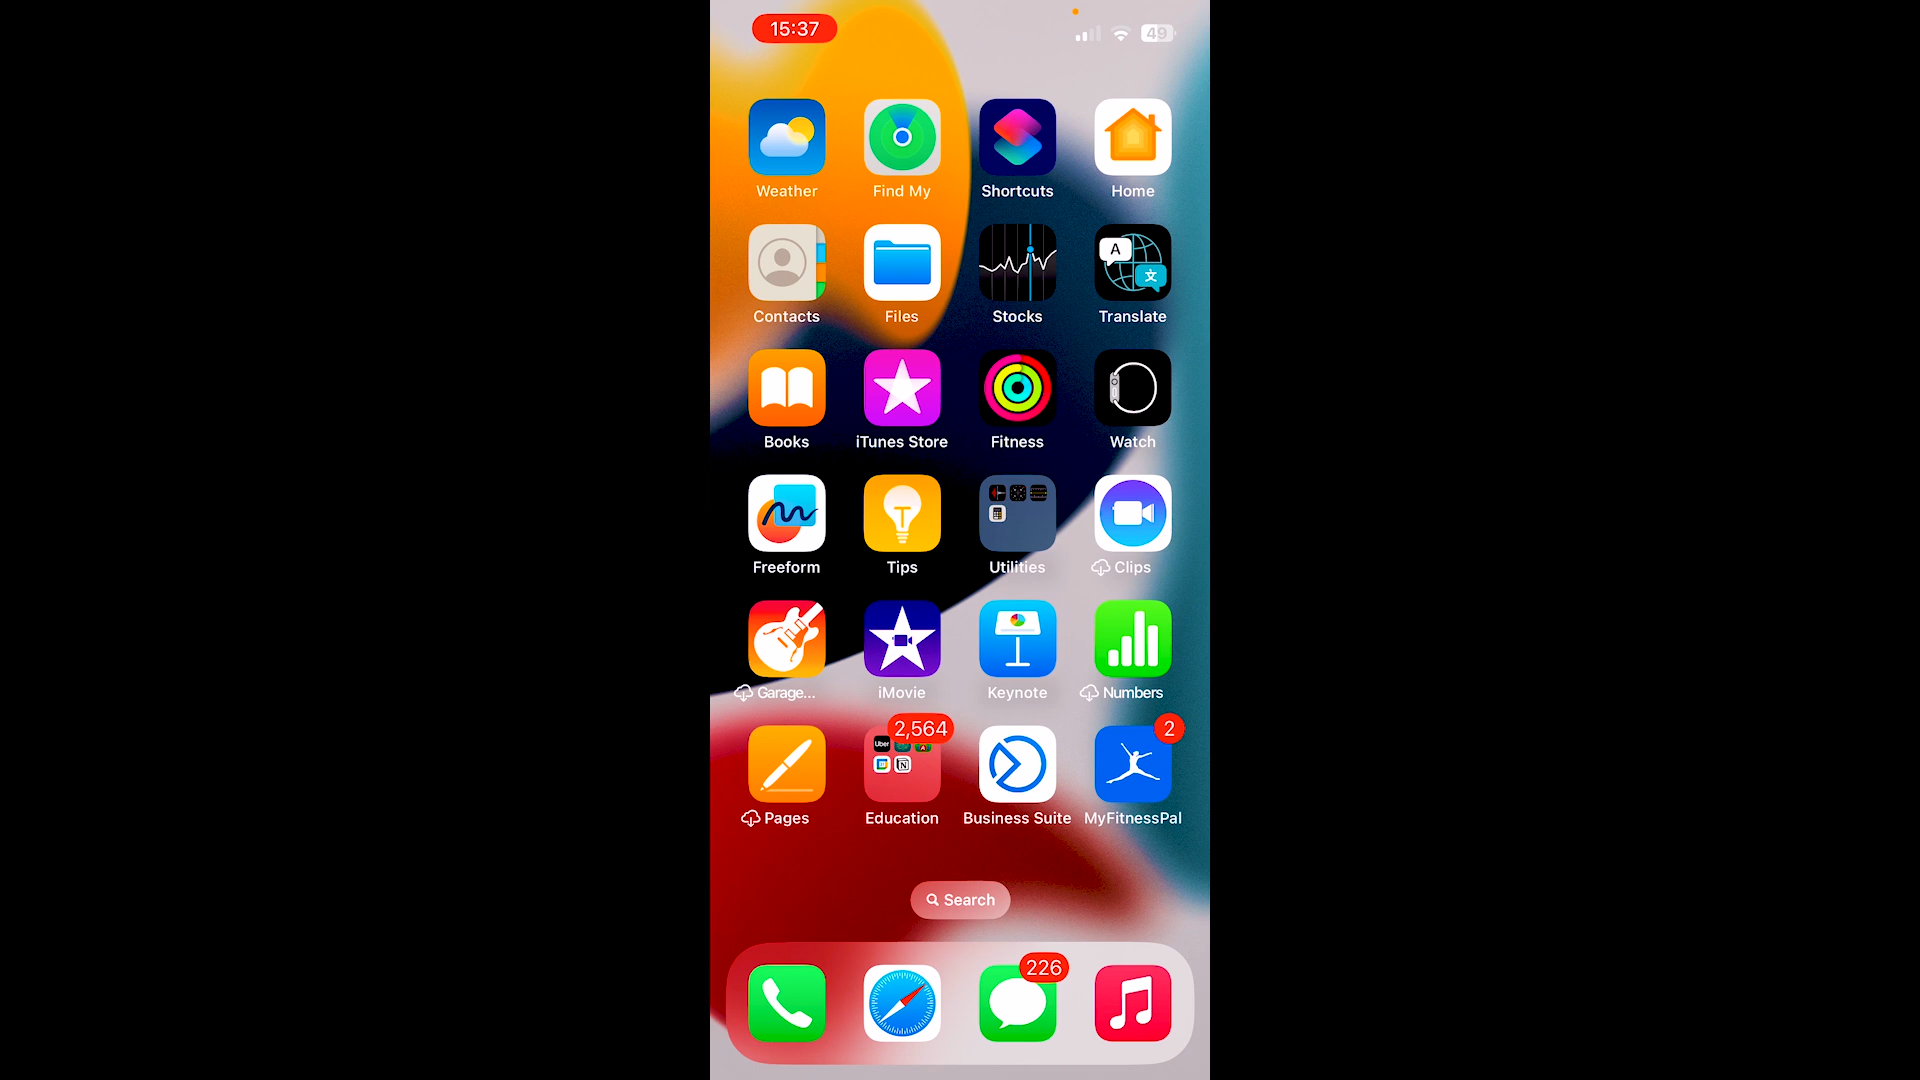 15:37
49
Weather
Find My
Shortcuts
Home
A
文
Contacts
Files
Stocks
Translate
Books
iTunes Store
Fitness
Watch
Freeform
Tips
Utilities
Clips
Garage...
iMovie
Keynote
Numbers
2,564
2
Uber
Pages
Education
Business Suite
MyFitnessPal
Search
226